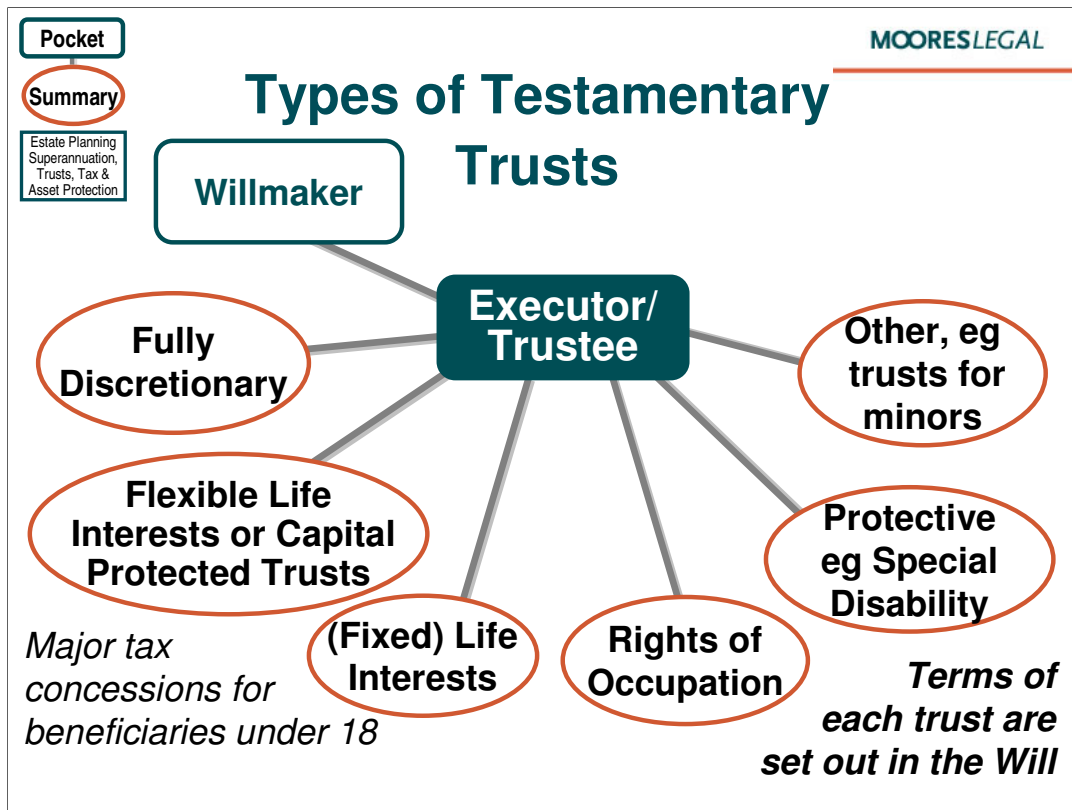 Pocket
Summary
Estate Planning
Superannuation,
Trusts, Tax &
Asset Protection
MOORESLEGAL
Types of Testamentary
Trusts
Willmaker
Executor/
Trustee
Fully
Discretionary
Flexible Life
Interests or Capital
Protected Trusts
(Fixed) Life
Interests
Rights of
Occupation
Protective
eg Special
Disability
Other, eg
trusts for
minors
Major tax
concessions for
beneficiaries under 18
Terms of
each trust are
set out in the Will